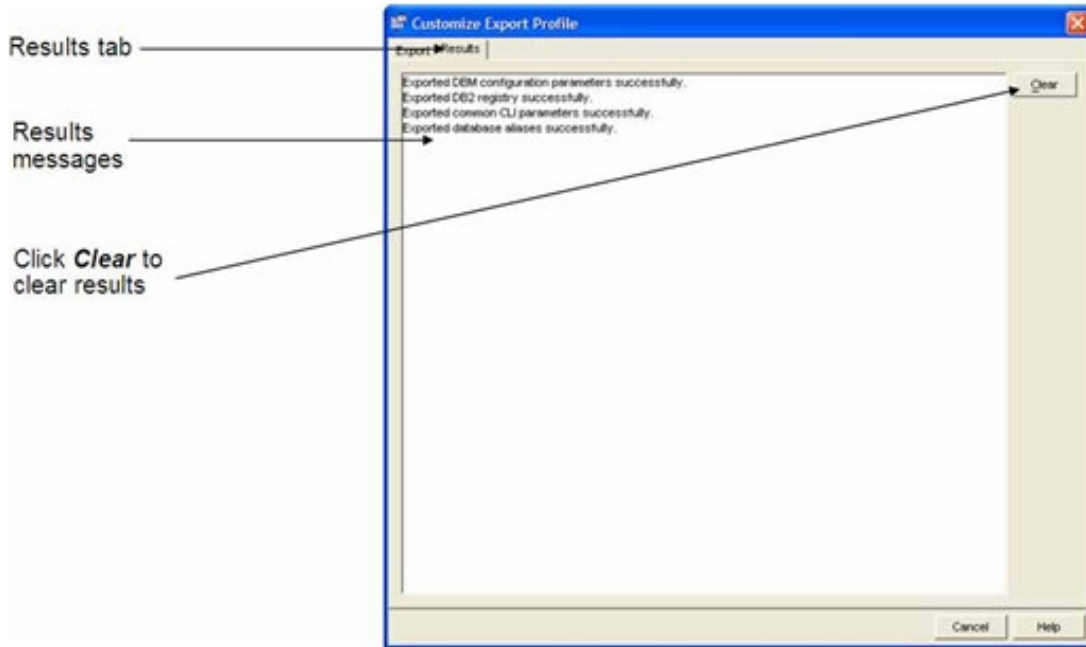 Customize Export Profile
Results tab
Export Results
Exported DBM configuration parameters successfully.
Exported DB2 registry successfully.
Exported common CLI parameters successfully.
Exported database aliases successfully.
Clear
Results
messages
Click Clear to
clear results
Cancel Help